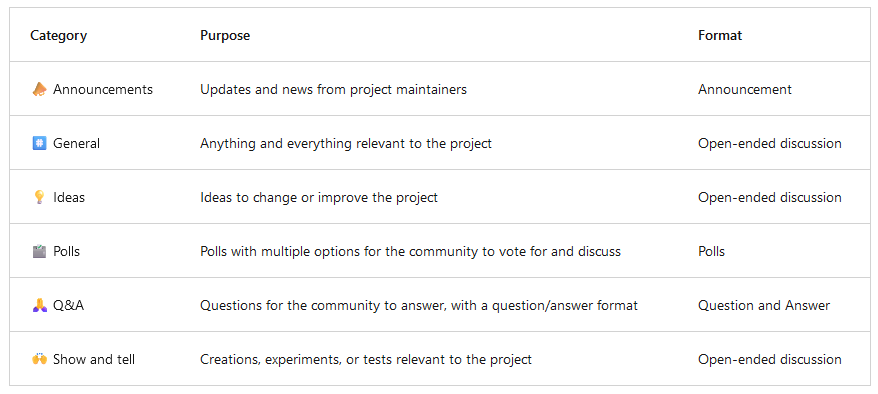 Category Purpose Format
📣 Announcements Updates and news from project maintainers Announcement
#️⃣ General Anything and everything relevant to the project Open-ended discussion
💡 Ideas Ideas to change or improve the project Open-ended discussion
🗳️ Polls Polls with multiple options for the community to vote for and discuss Polls
🙏 Q&A Questions for the community to answer, with a question/answer format Question and Answer
🙌 Show and tell Creations, experiments, or tests relevant to the project Open-ended discussion